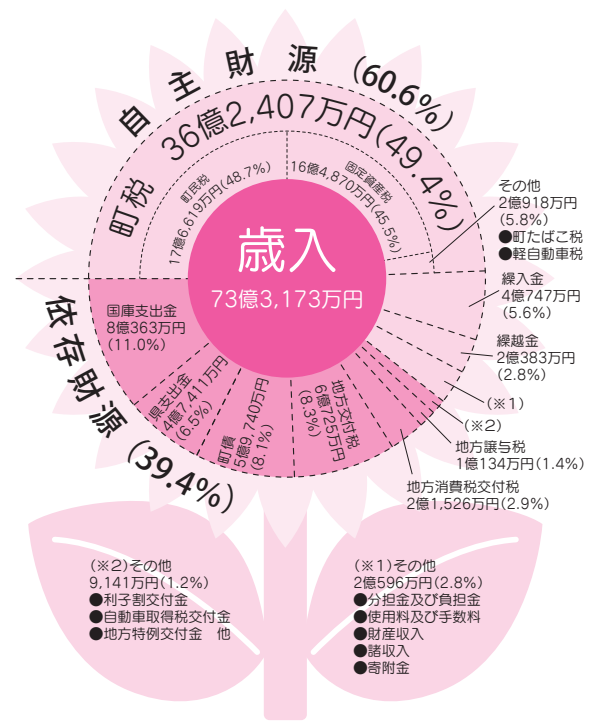 自主財源（60.6%）
町税　36億2,407万円（49.4%）
町民税
17億6,619万円（48.7%）
固定資産税
16億4,870万円（45.5%）
その他
2億918万円
（5.8%）
●町たばこ税
●軽自動車税
歳入
73億3,173万円
繰入金
4億747万円
（5.6%）
繰越金
2億383万円
（2.8%）
（※1）
（※2）
地方譲与税
1億134万円（1.4%）
地方消費税交付税
2億1,526万円（2.9%）
地方交付税
6億725万円
（8.3%）
町債
5億9,740万円
（8.1%）
県支出金
4億7,411万円
（6.5%）
国庫支出金
8億363万円
（11.0%）
依存財源（39.4%）
（※2）その他
9,141万円（1.2%）
●利子割交付金
●自動車取得税交付金
●地方特例交付金　他
（※1）その他
2億596万円（2.8%）
●分担金及び負担金
●使用料及び手数料
●財産収入
●諸収入
●寄附金